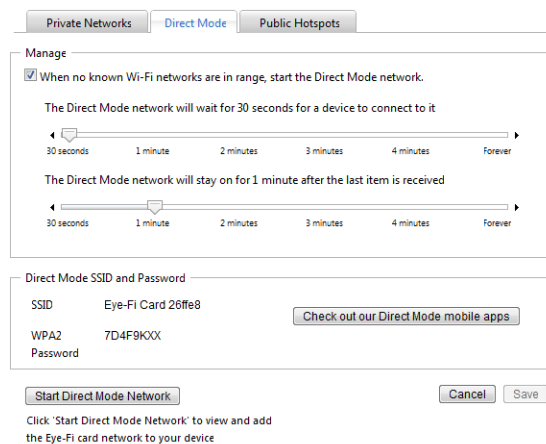 Private Networks Direct Mode Public Hotspots
Manage
When no known Wi-Fi networks are in range, start the Direct Mode network.
The Direct Mode network will wait for 30 seconds for a device to connect to it
30 seconds 1 minute 2 minutes 3 minutes 4 minutes Forever
The Direct Mode network will stay on for 1 minute after the last item is received
30 seconds 1 minute 2 minutes 3 minutes 4 minutes Forever
Direct Mode SSID and Password
SSID Eye-Fi Card 26ffe8
Check out our Direct Mode mobile apps
WPA2 7D4F9KXX
Password
Start Direct Mode Network Cancel Save
Click 'Start Direct Mode Network' to view and add
the Eye-Fi card network to your device